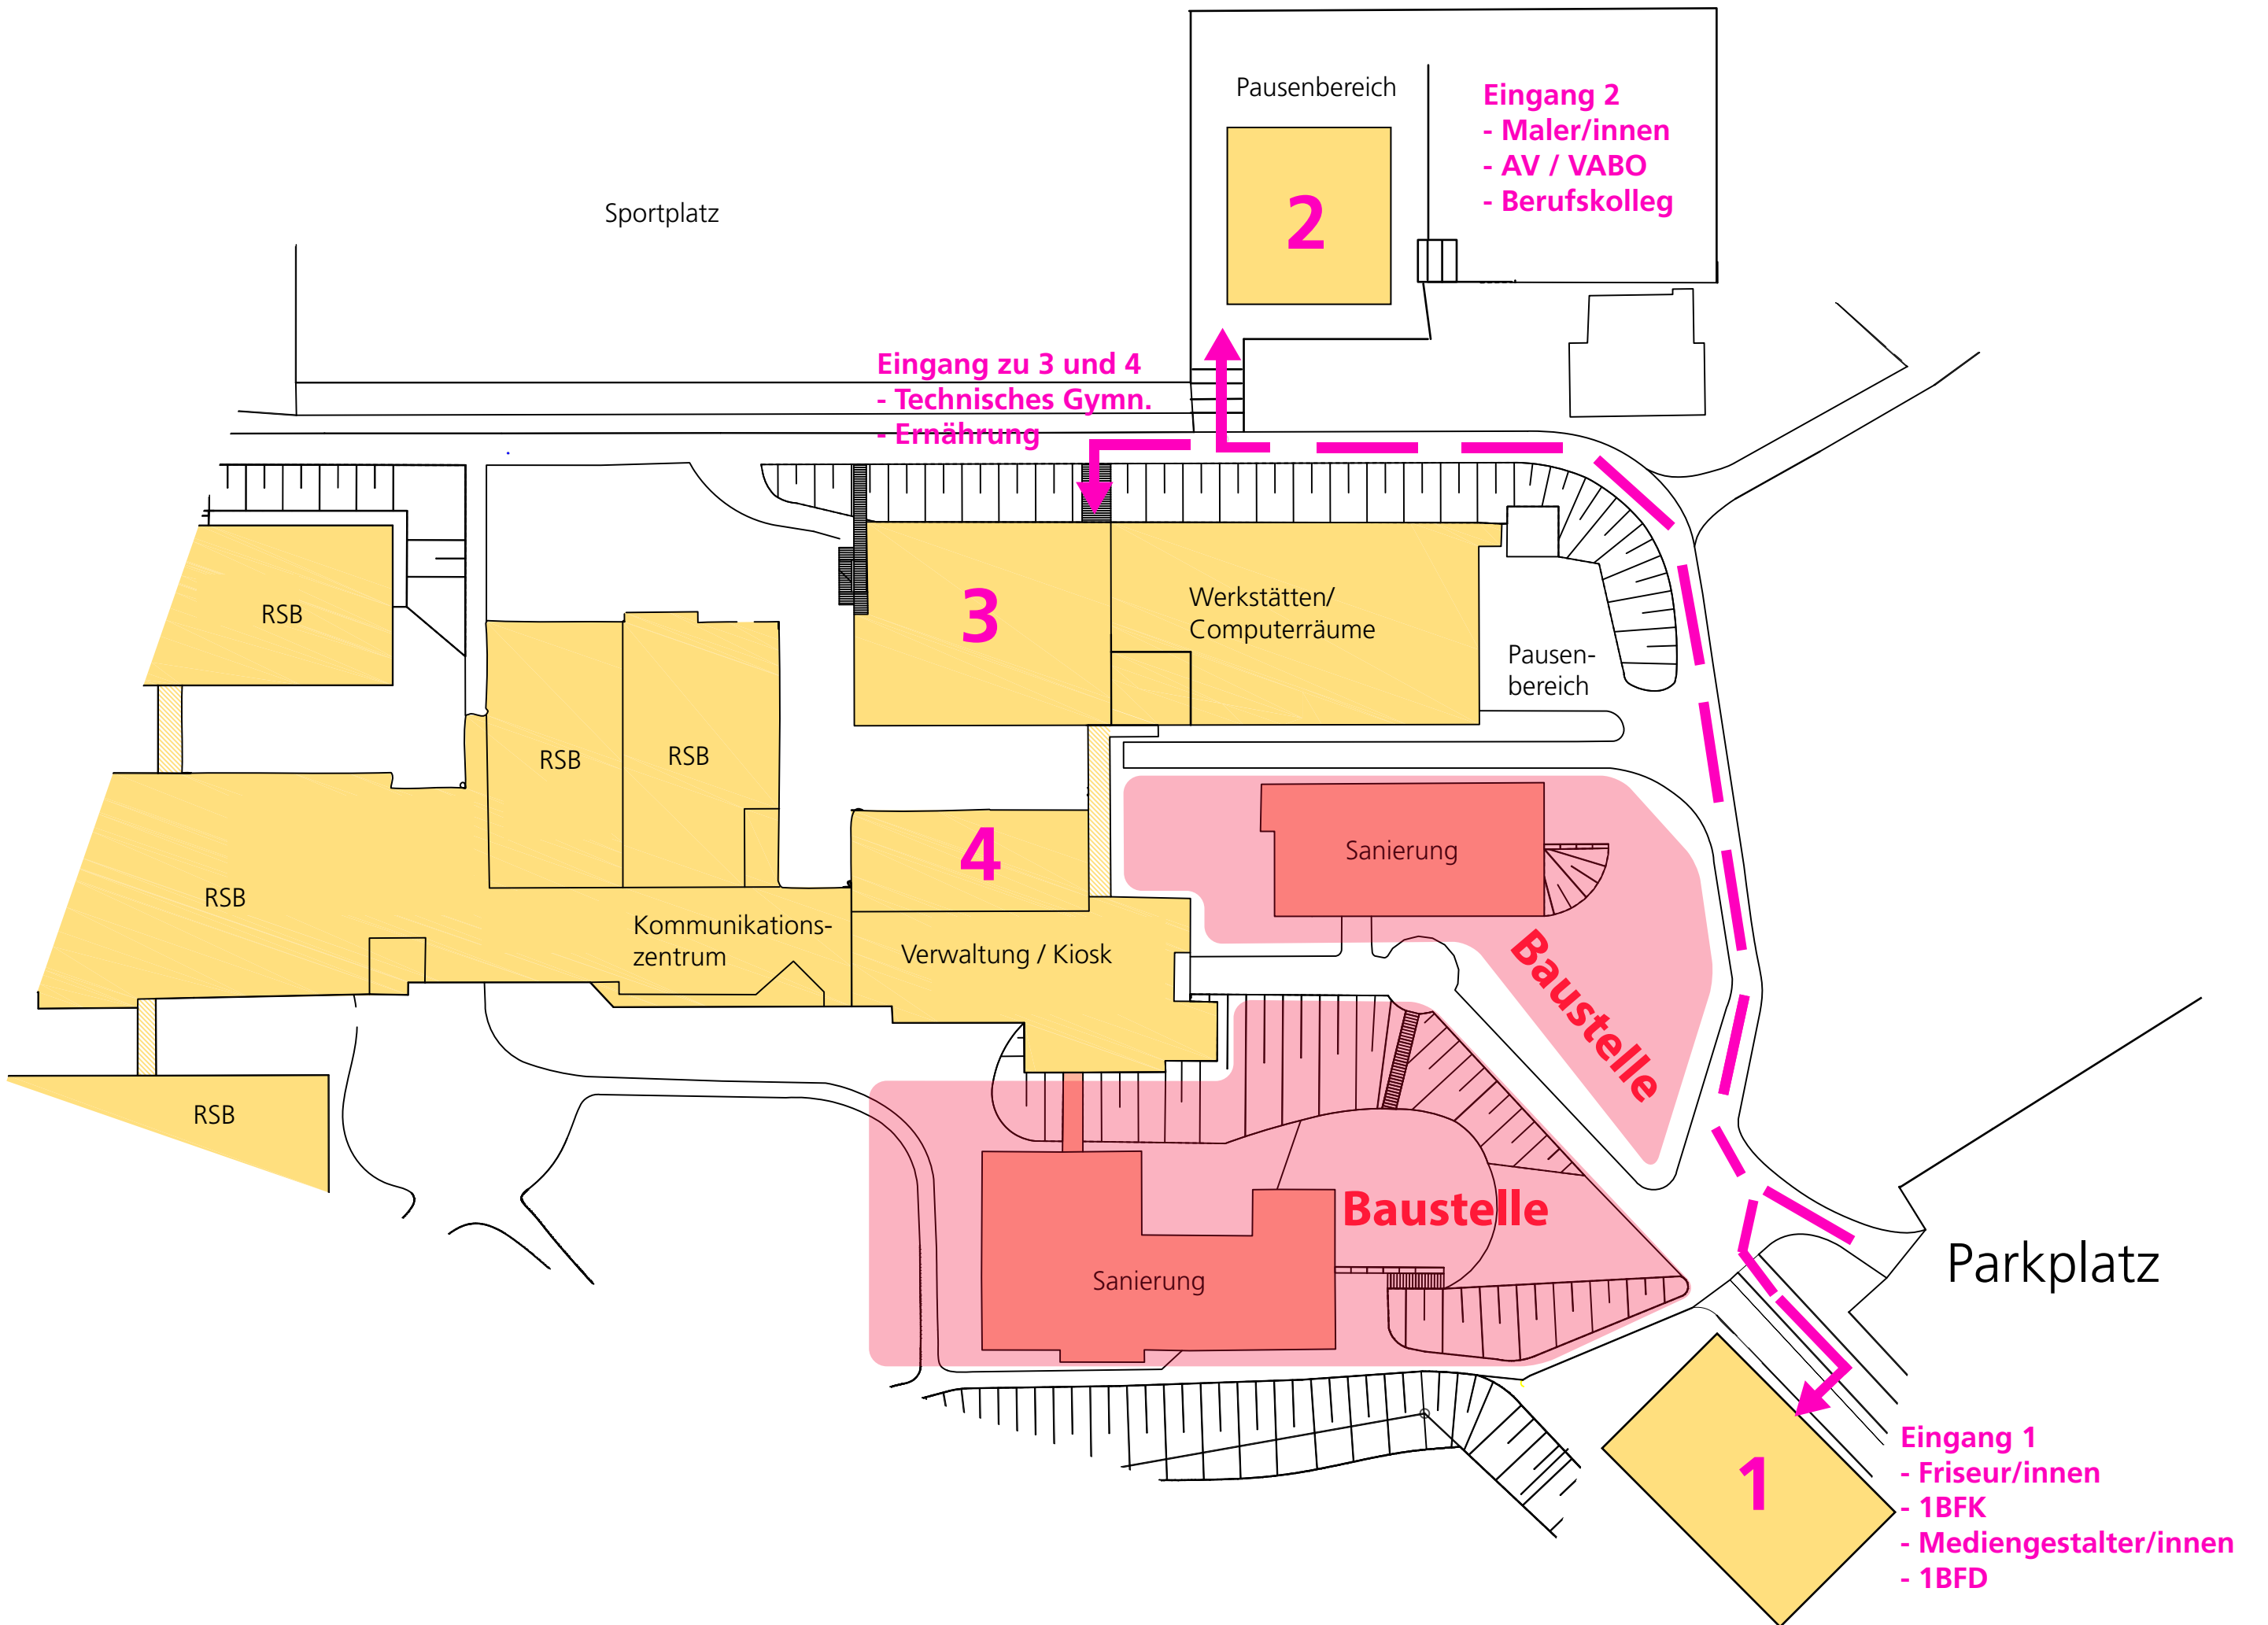 Pausenbereich
Eingang 2
- Maler/innen
- AV / VABO
- Berufskolleg
2
Sportplatz
Eingang zu 3 und 4
- Technisches Gymn.
- Ernährung
RSB
3
Werkstätten/
Computerräume
Pausen-
bereich
RSB
RSB
4
Sanierung
RSB
Kommunikations-
zentrum
Verwaltung / Kiosk
Baustelle
RSB
Baustelle
Sanierung
Parkplatz
1
Eingang 1
- Friseur/innen
- 1BFK
- Mediengestalter/innen
- 1BFD